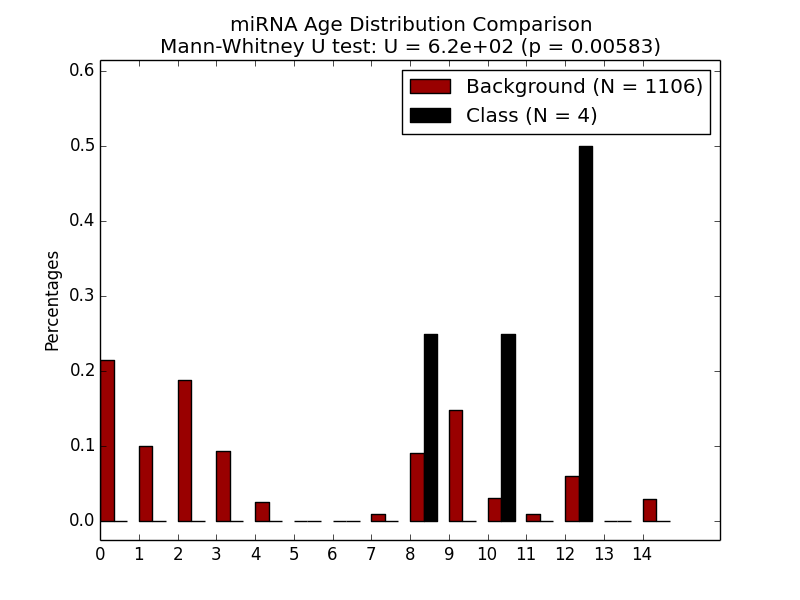 miRNA Age Distribution Comparison
Mann-Whitney U test: U = 6.2e+02 (p = 0.00583)
Background (N = 1106)
Class (N = 4)
Percentages
0.6
0.5
0.4
0.3
0.2
0.1
0.0
0 1 2 3 4 5 6 7 8 9 10 11 12 13 14